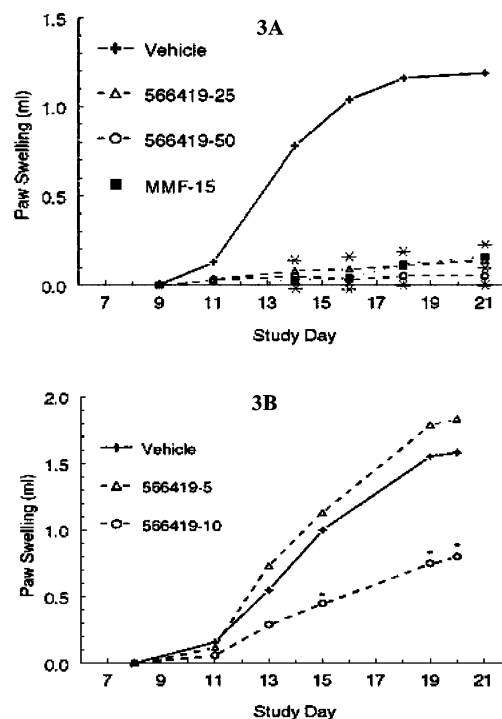 3A
1.5
1.0
0.5
0.0
Paw Swelling (ml)
Vehicle
566419-25
566419-50
MMF-15
7 9 11 13 15 17 19 21
Study Day
3B
2.0
1.5
1.0
0.5
0.0
Paw Swelling (ml)
Vehicle
566419-5
566419-10
7 9 11 13 15 17 19 21
Study Day